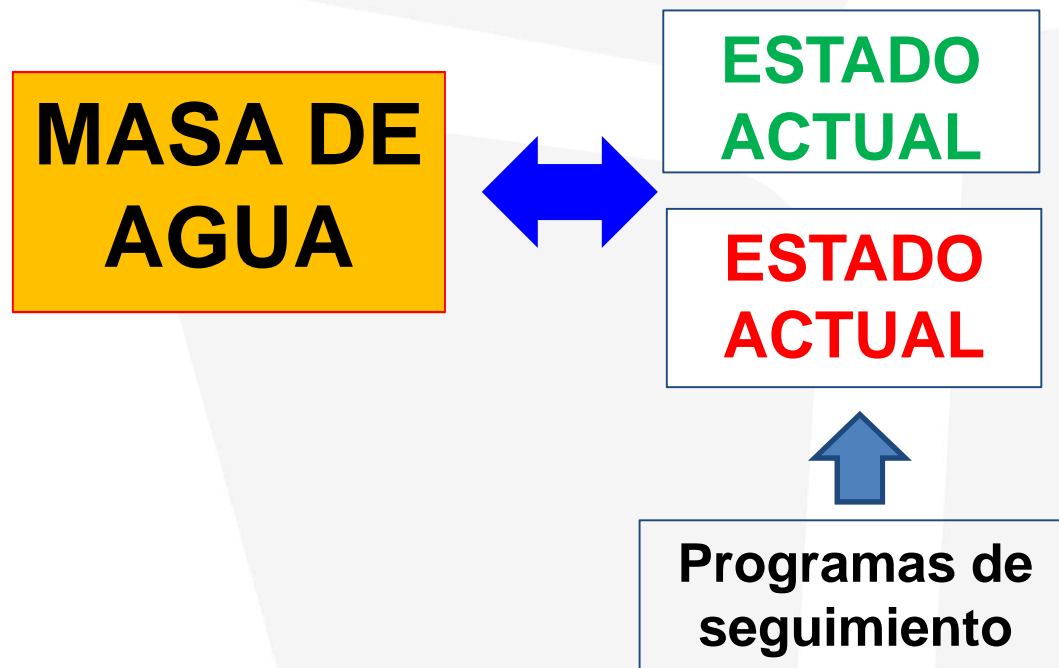 MASA DE
AGUA
ESTADO
ACTUAL
ESTADO
ACTUAL
Programas de
seguimiento